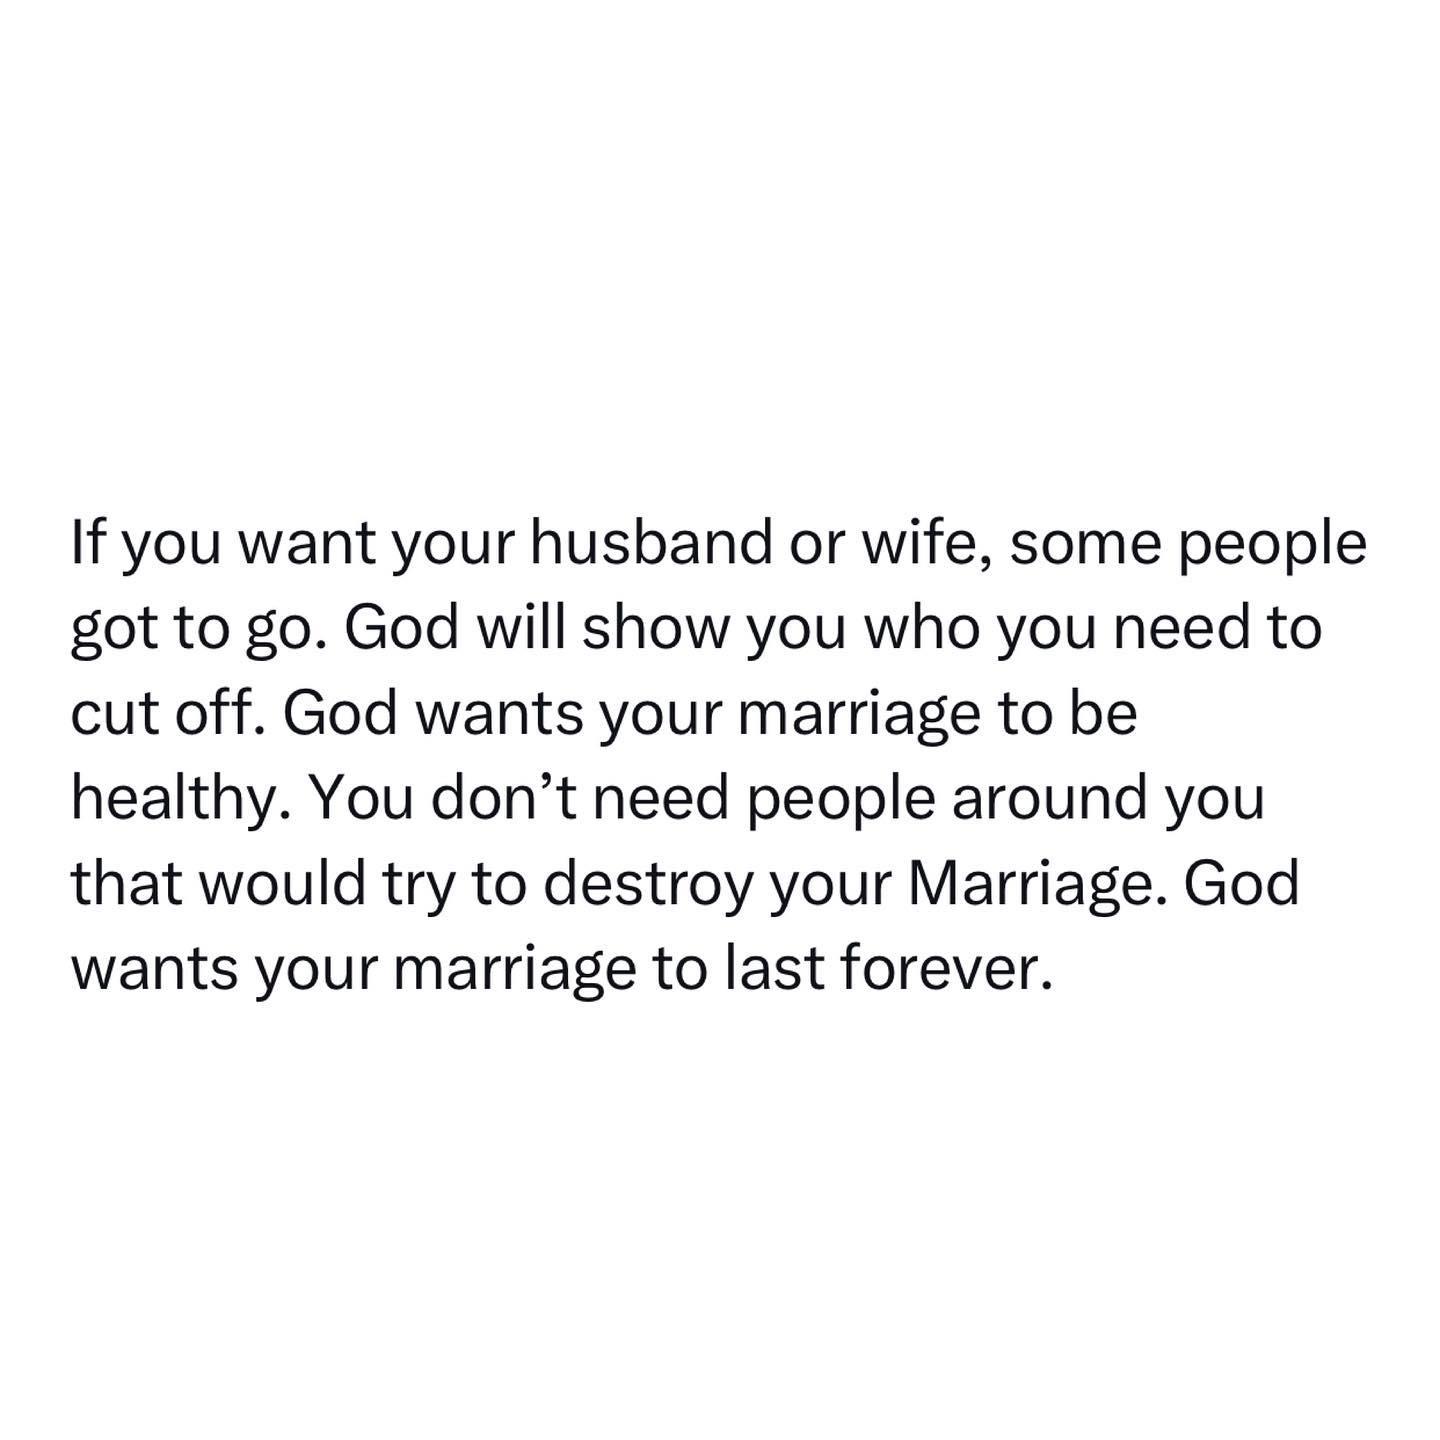 If you want your husband or wife, some people
got to go. God will show you who you need to
cut off. God wants your marriage to be
healthy. You don’t need people around you
that would try to destroy your Marriage. God
wants your marriage to last forever.